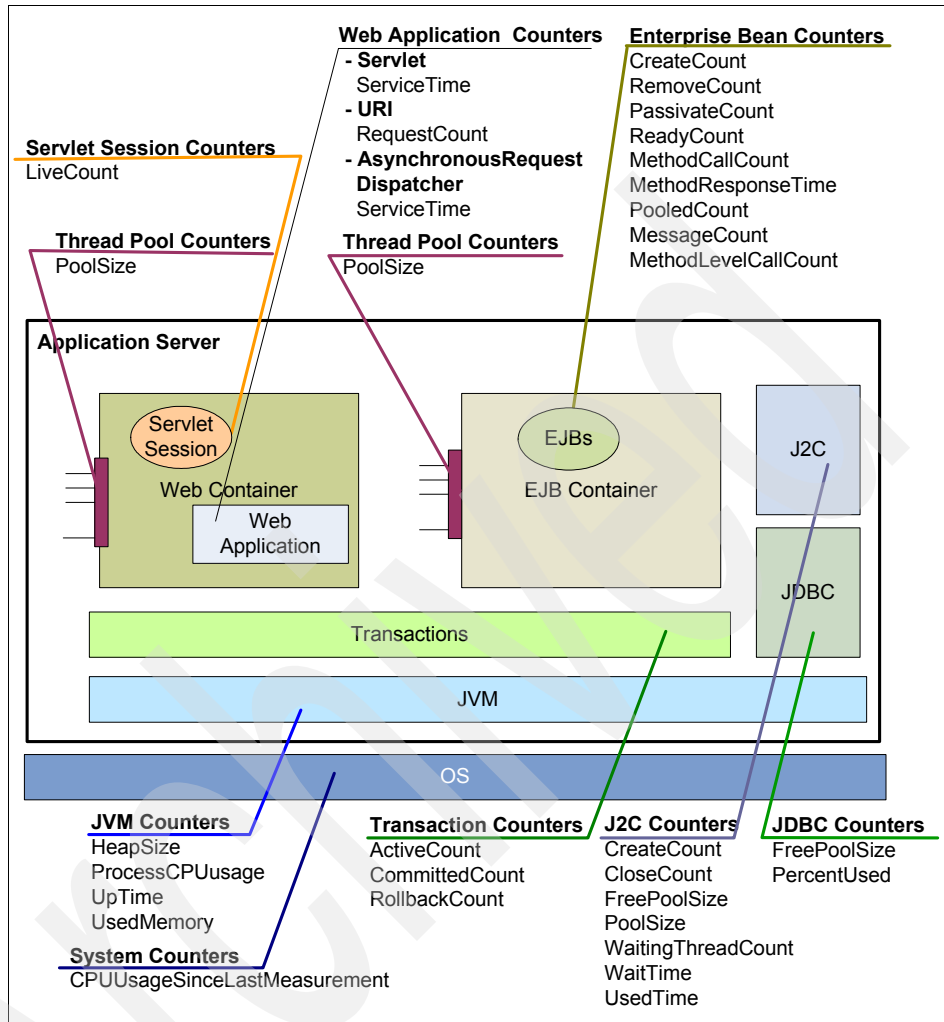 Web Application  Counters
- Servlet
ServiceTime
- URI
RequestCount
- AsynchronousRequest
Dispatcher
ServiceTime
Enterprise Bean Counters
CreateCount
RemoveCount
PassivateCount
ReadyCount
MethodCallCount
MethodResponseTime
PooledCount
MessageCount
MethodLevelCallCount
Servlet Session Counters
LiveCount
Thread Pool Counters
PoolSize
Thread Pool Counters
PoolSize
Application Server
Servlet
Session
Web Container
Web
Application
EJBs
EJB Container
J2C
JDBC
Transactions
JVM
OS
JVM Counters
HeapSize
ProcessCPUusage
UpTime
UsedMemory
System Counters
CPUUsageSinceLastMeasurement
Transaction Counters
ActiveCount
CommittedCount
RollbackCount
J2C Counters
CreateCount
CloseCount
FreePoolSize
PoolSize
WaitingThreadCount
WaitTime
UsedTime
JDBC Counters
FreePoolSize
PercentUsed
Archived